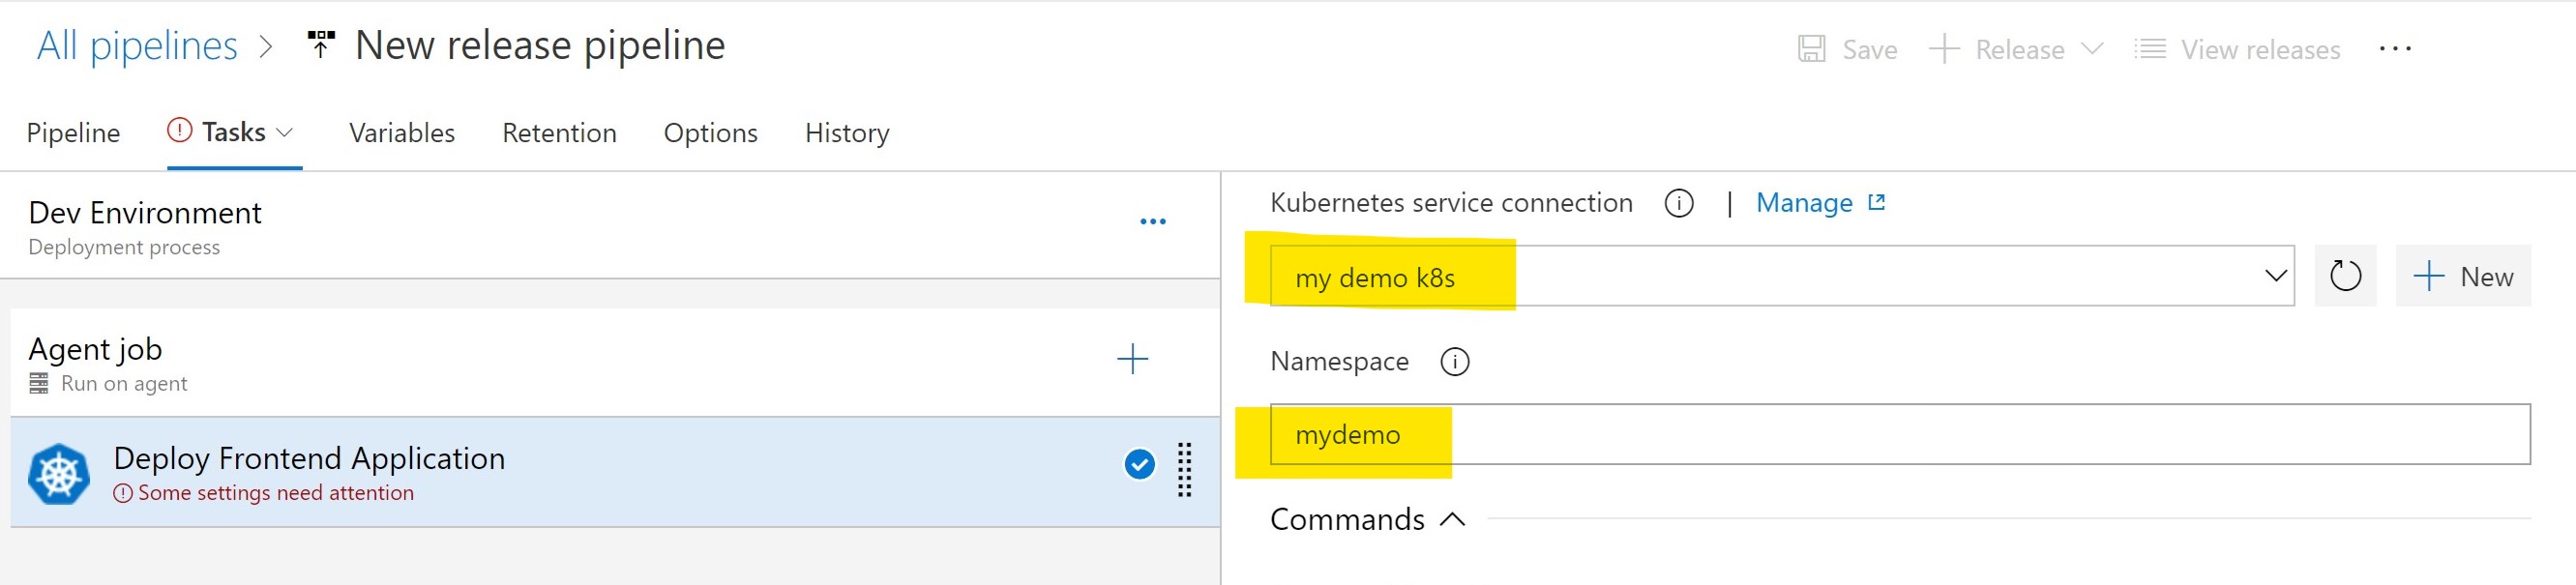 All pipelines > New release pipeline
Save + Release View releases ...
Pipeline Tasks Variables Retention Options History
Dev Environment
Deployment process
Agent job
Run on agent
Deploy Frontend Application
Some settings need attention
Kubernetes service connection | Manage
my demo k8s
New
Namespace
mydemo
Commands